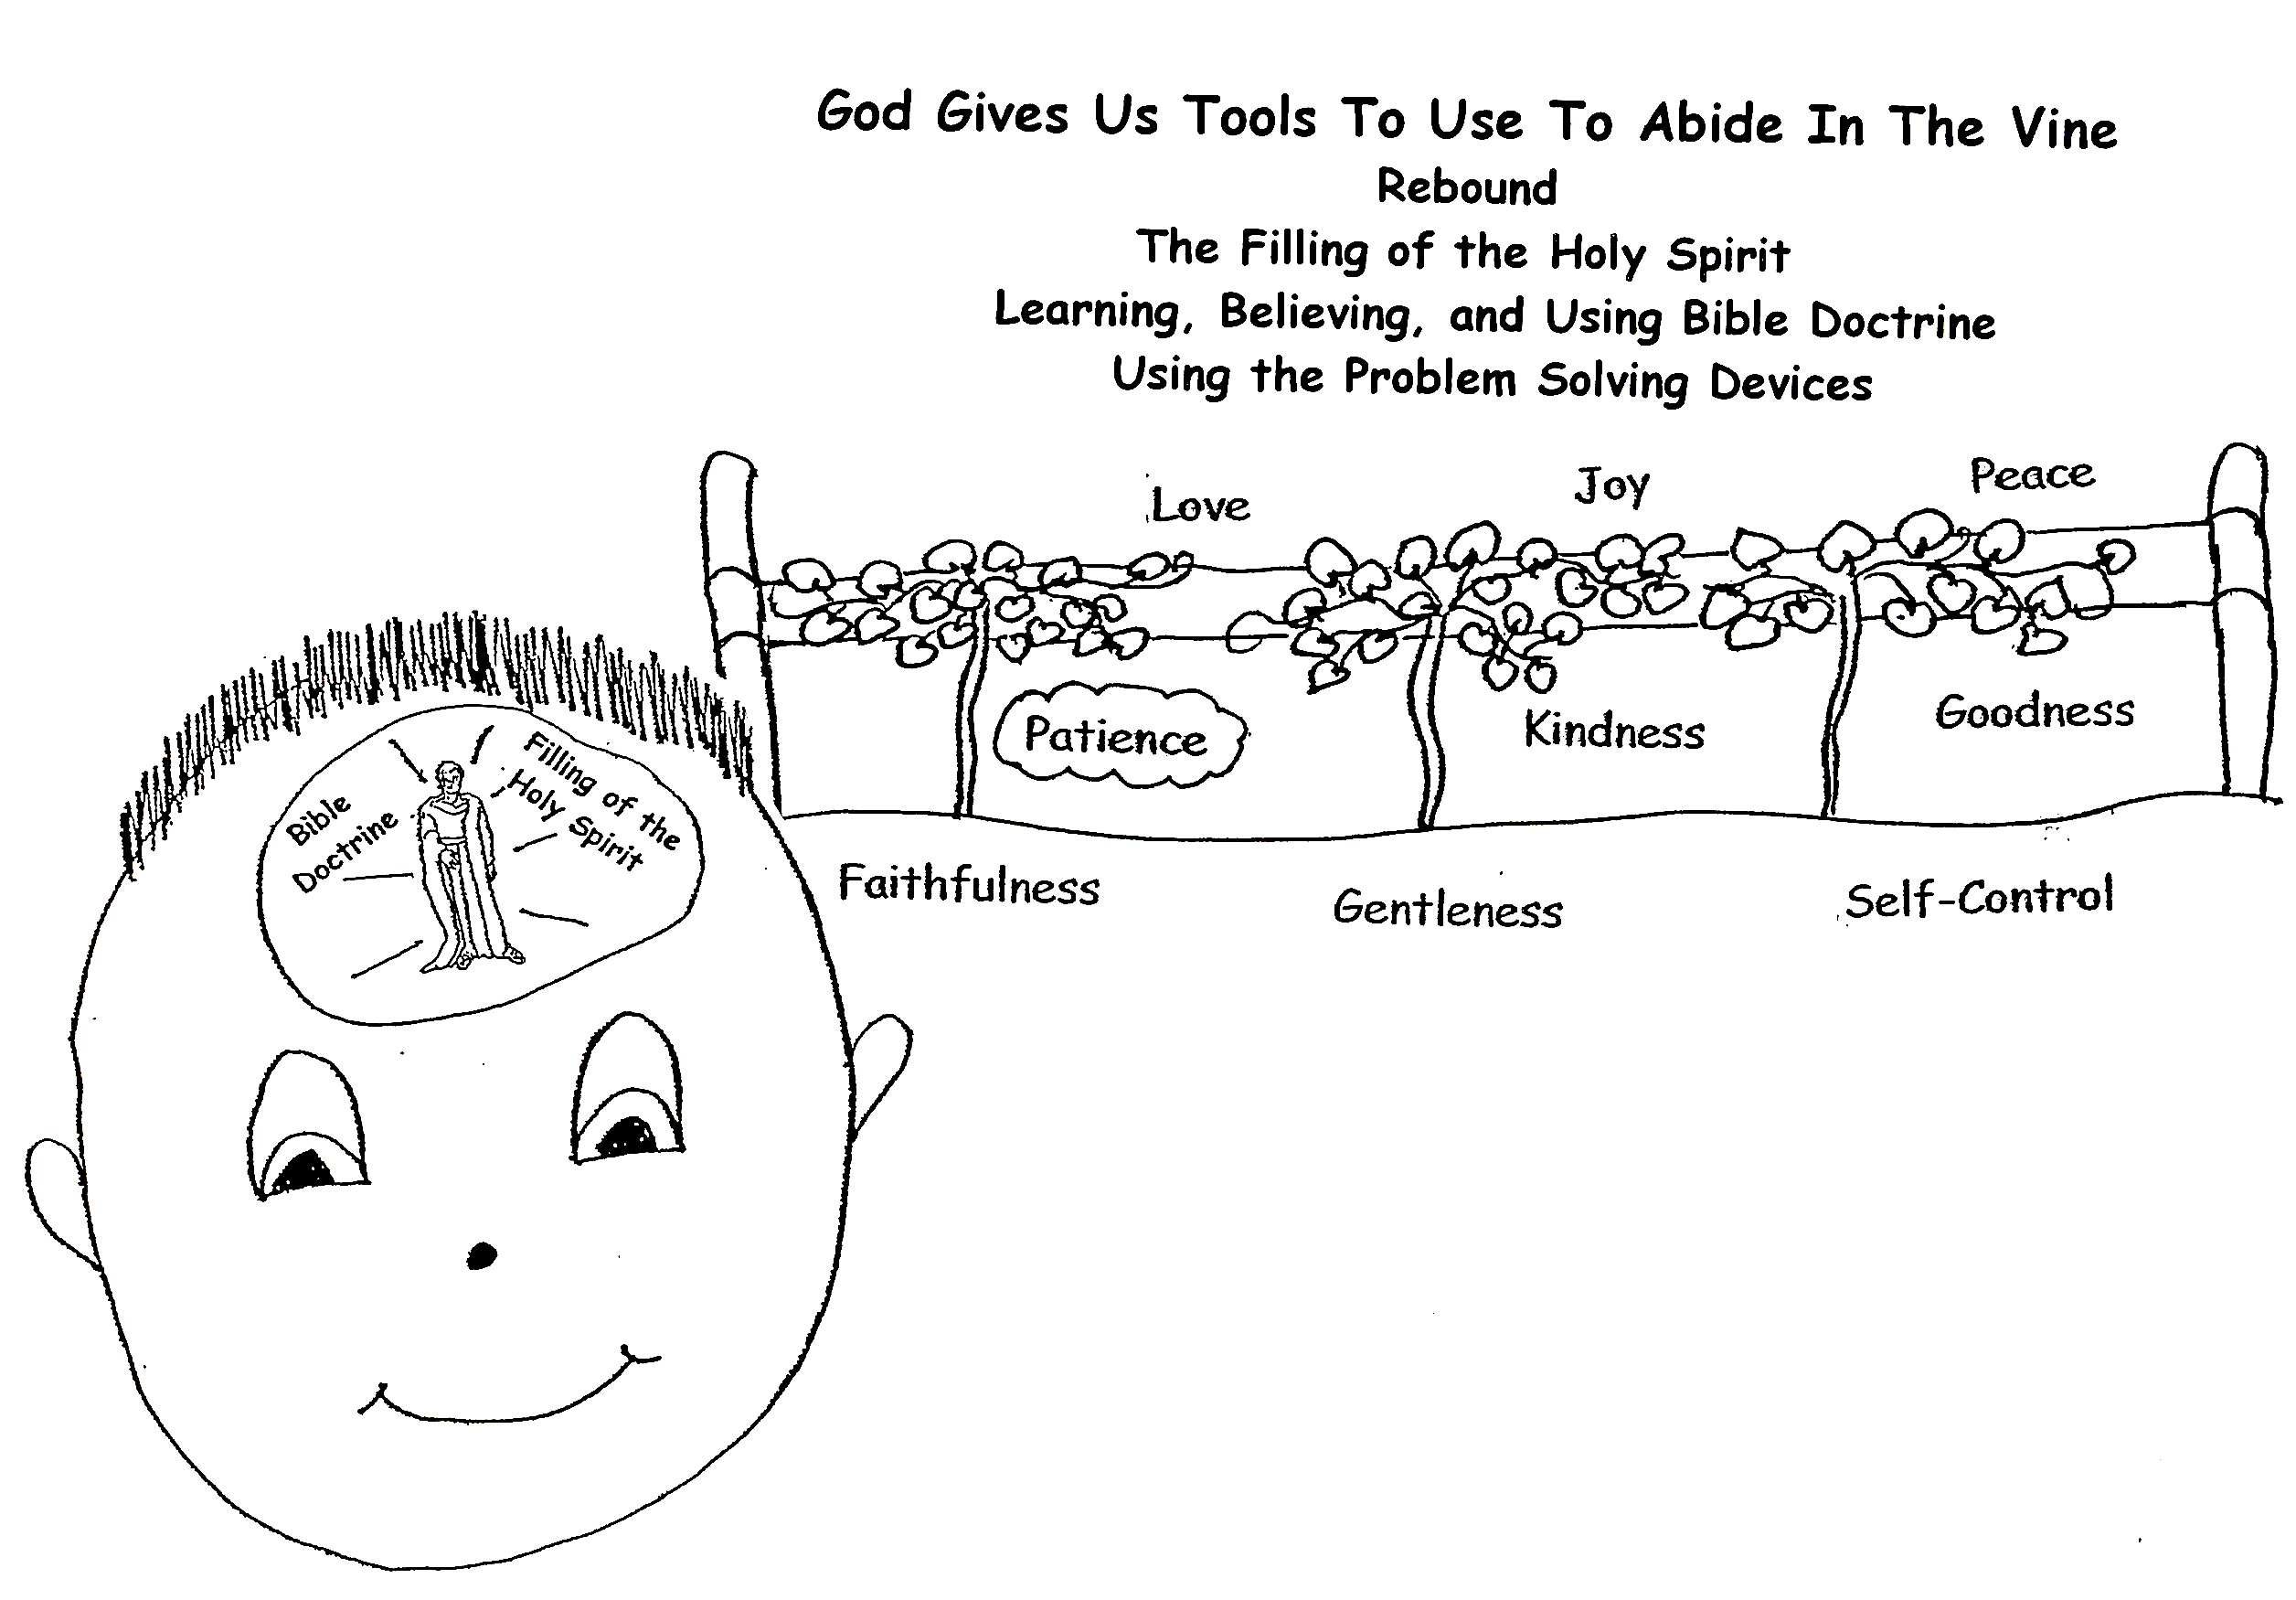 God Gives Us Tools To Use To Abide In The Vine
Rebound
The Filling of the Holy Spirit
Learning, Believing, and Using Bible Doctrine
Using the Problem Solving Devices
Love
Joy
Peace
Patience
Kindness
Goodness
Faithfulness
Gentleness
Self-Control
Bible
Doctrine
Filling of the
Holy Spirit